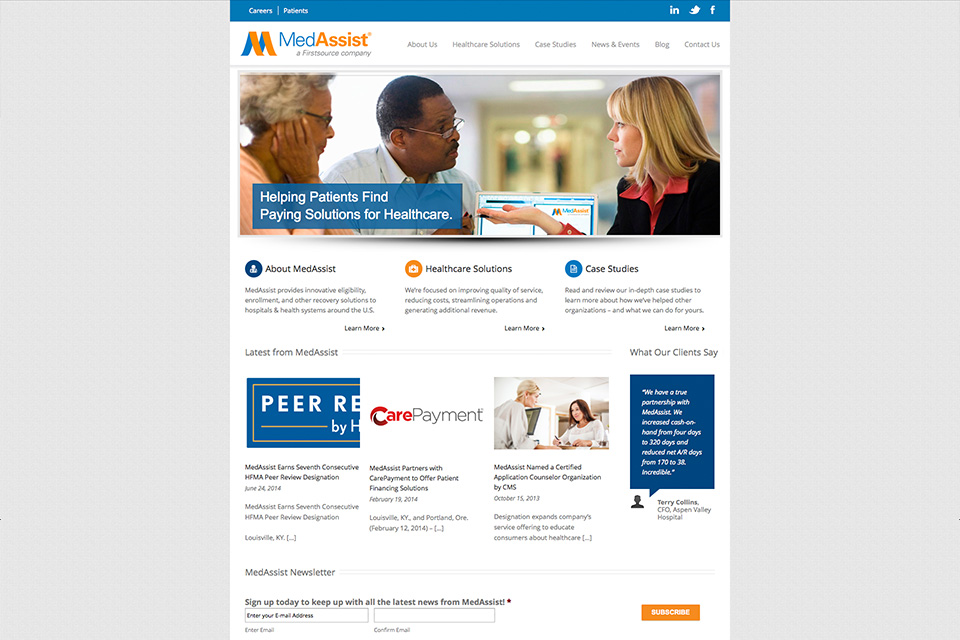 Careers | Patients
MedAssist®
a Firstsource company
About Us
Healthcare Solutions
Case Studies
News & Events
Blog
Contact Us
MedAssist
Helping Patients Find
Paying Solutions for Healthcare.
About MedAssist
MedAssist provides innovative eligibility,
enrollment, and other recovery solutions to
hospitals & health systems around the U.S.
Learn More
Healthcare Solutions
We're focused on improving quality of service,
reducing costs, streamlining operations and
generating additional revenue.
Learn More
Case Studies
Read and review our in-depth case studies to
learn more about how we've helped other
organizations – and what we can do for yours.
Learn More
Latest from MedAssist
PEER RE
by H
MedAssist Earns Seventh Consecutive
HFMA Peer Review Designation
June 24, 2014
MedAssist Earns Seventh Consecutive
HFMA Peer Review Designation
Louisville, KY. [...]
CarePayment
MedAssist Partners with
CarePayment to Offer Patient
Financing Solutions
February 19, 2014
Louisville, KY., and Portland, Ore.
(February 12, 2014) – [...]
MedAssist Named a Certified
Application Counselor Organization
by CMS
October 15, 2013
Designation expands company's
service offering to educate
consumers about healthcare [...]
What Our Clients Say
"We have a true
partnership with
MedAssist. We
increased cash-on-
hand from four days
to 320 days and
reduced net A/R days
from 170 to 38.
Incredible."
Terry Collins,
CFO, Aspen Valley
Hospital
MedAssist Newsletter
Sign up today to keep up with all the latest news from MedAssist! *
Enter your E-mail Address
Enter Email
Confirm Email
SUBSCRIBE